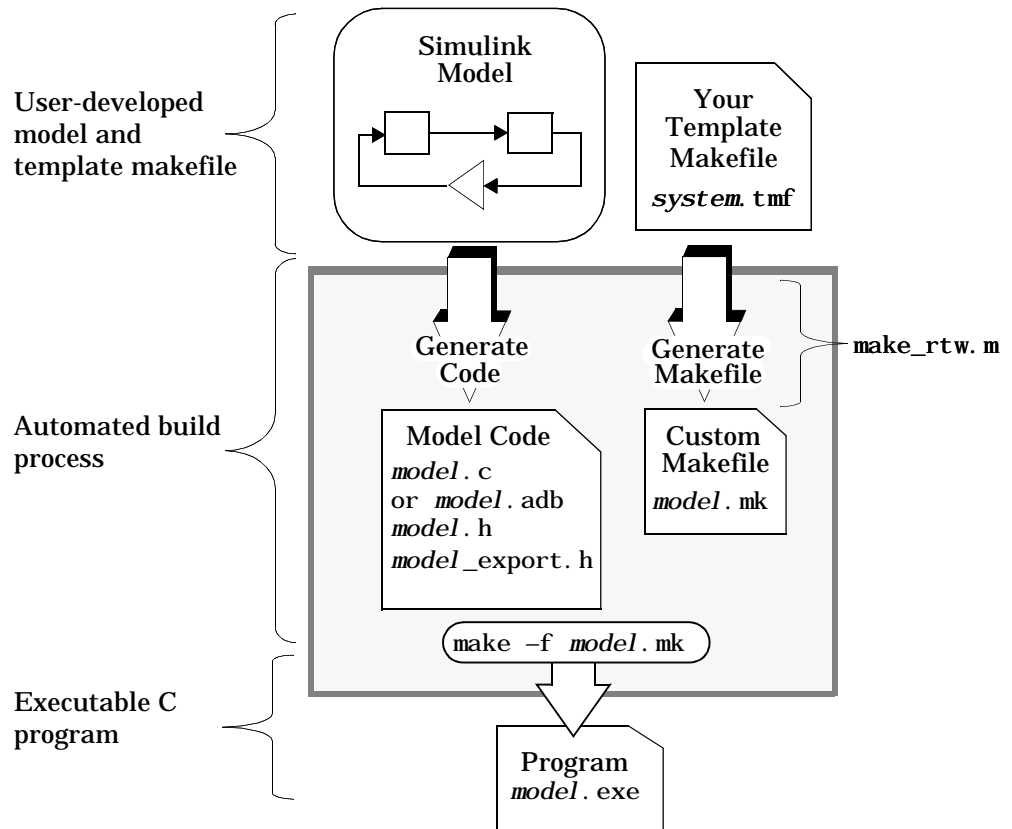 User-developed
model and
template makefile
Simulink
Model
Your
Template
Makefile
system.tmf
Automated build
process
Generate
Code
Generate
Makefile
make_rtw.m
Model Code
model.c
or model.adb
model.h
model_export.h
Custom
Makefile
model.mk
make –f model.mk
Executable C
program
Program
model.exe